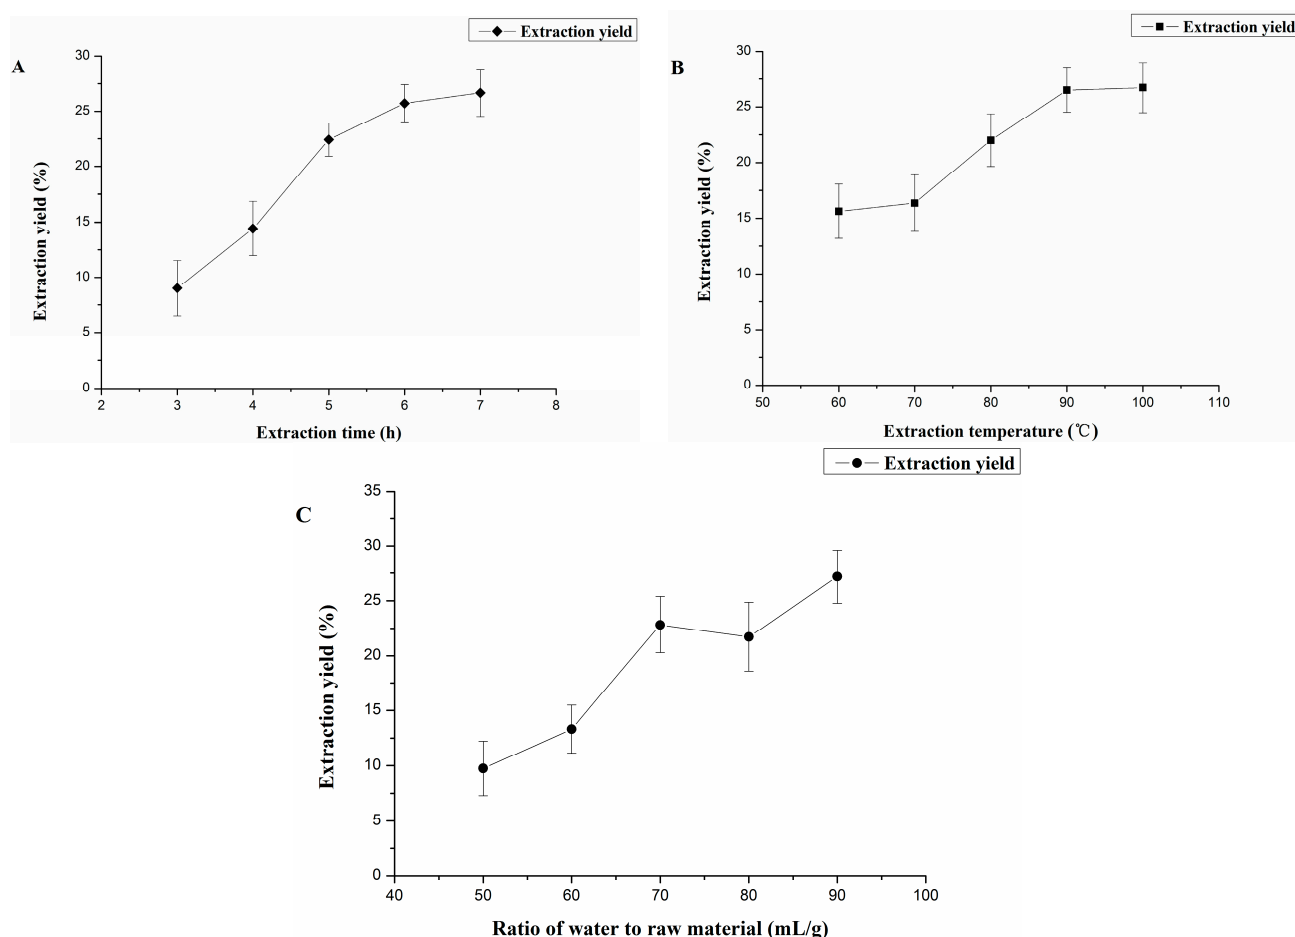 Extraction yield
A
30
25
20
15
10
5
0
2 3 4 5 6 7 8
Extraction yield (%)
Extraction time (h)
Extraction yield
B
30
25
20
15
10
5
0
50 60 70 80 90 100 110
Extraction yield (%)
Extraction temperature (℃)
Extraction yield
C
35
30
25
20
15
10
5
0
40 50 60 70 80 90 100
Extraction yield (%)
Ratio of water to raw material (mL/g)